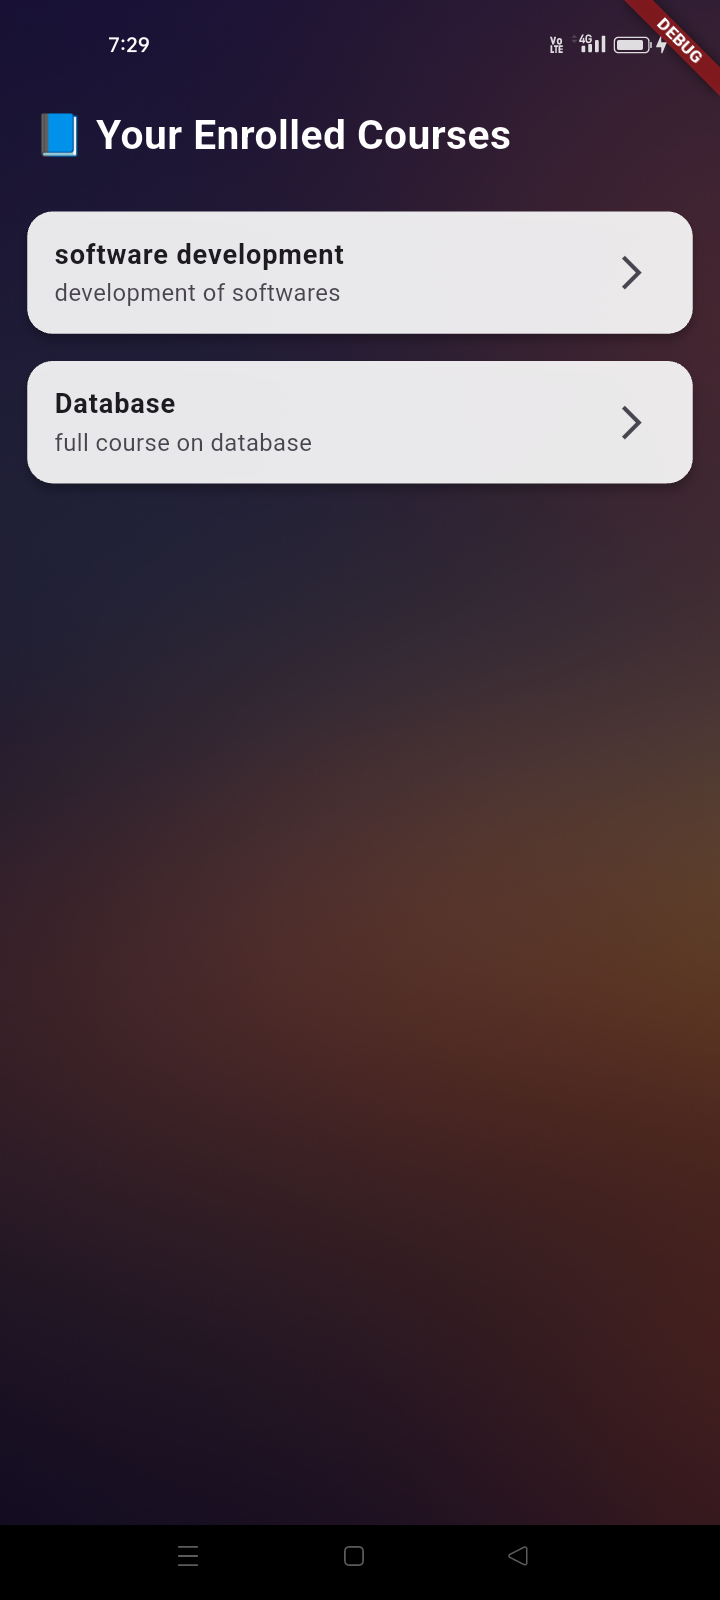 7:29
Vo
LTE
4G
DEBUG
📘 Your Enrolled Courses
software development
development of softwares
Database
full course on database